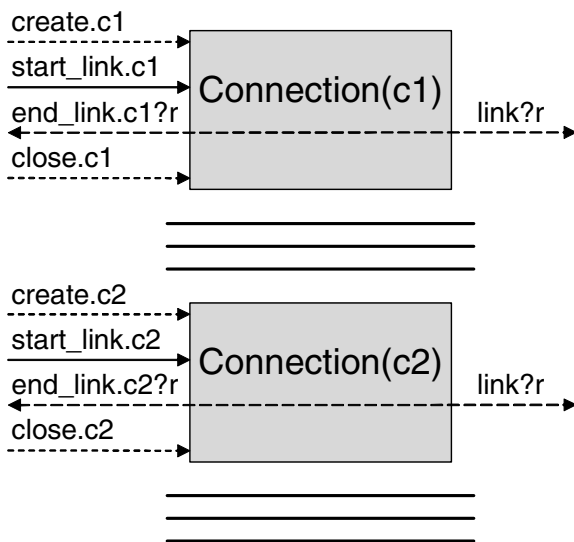 create.c1
start_link.c1
Connection(c1)
end_link.c1?r
link?r
close.c1
create.c2
start_link.c2
Connection(c2)
end_link.c2?r
link?r
close.c2